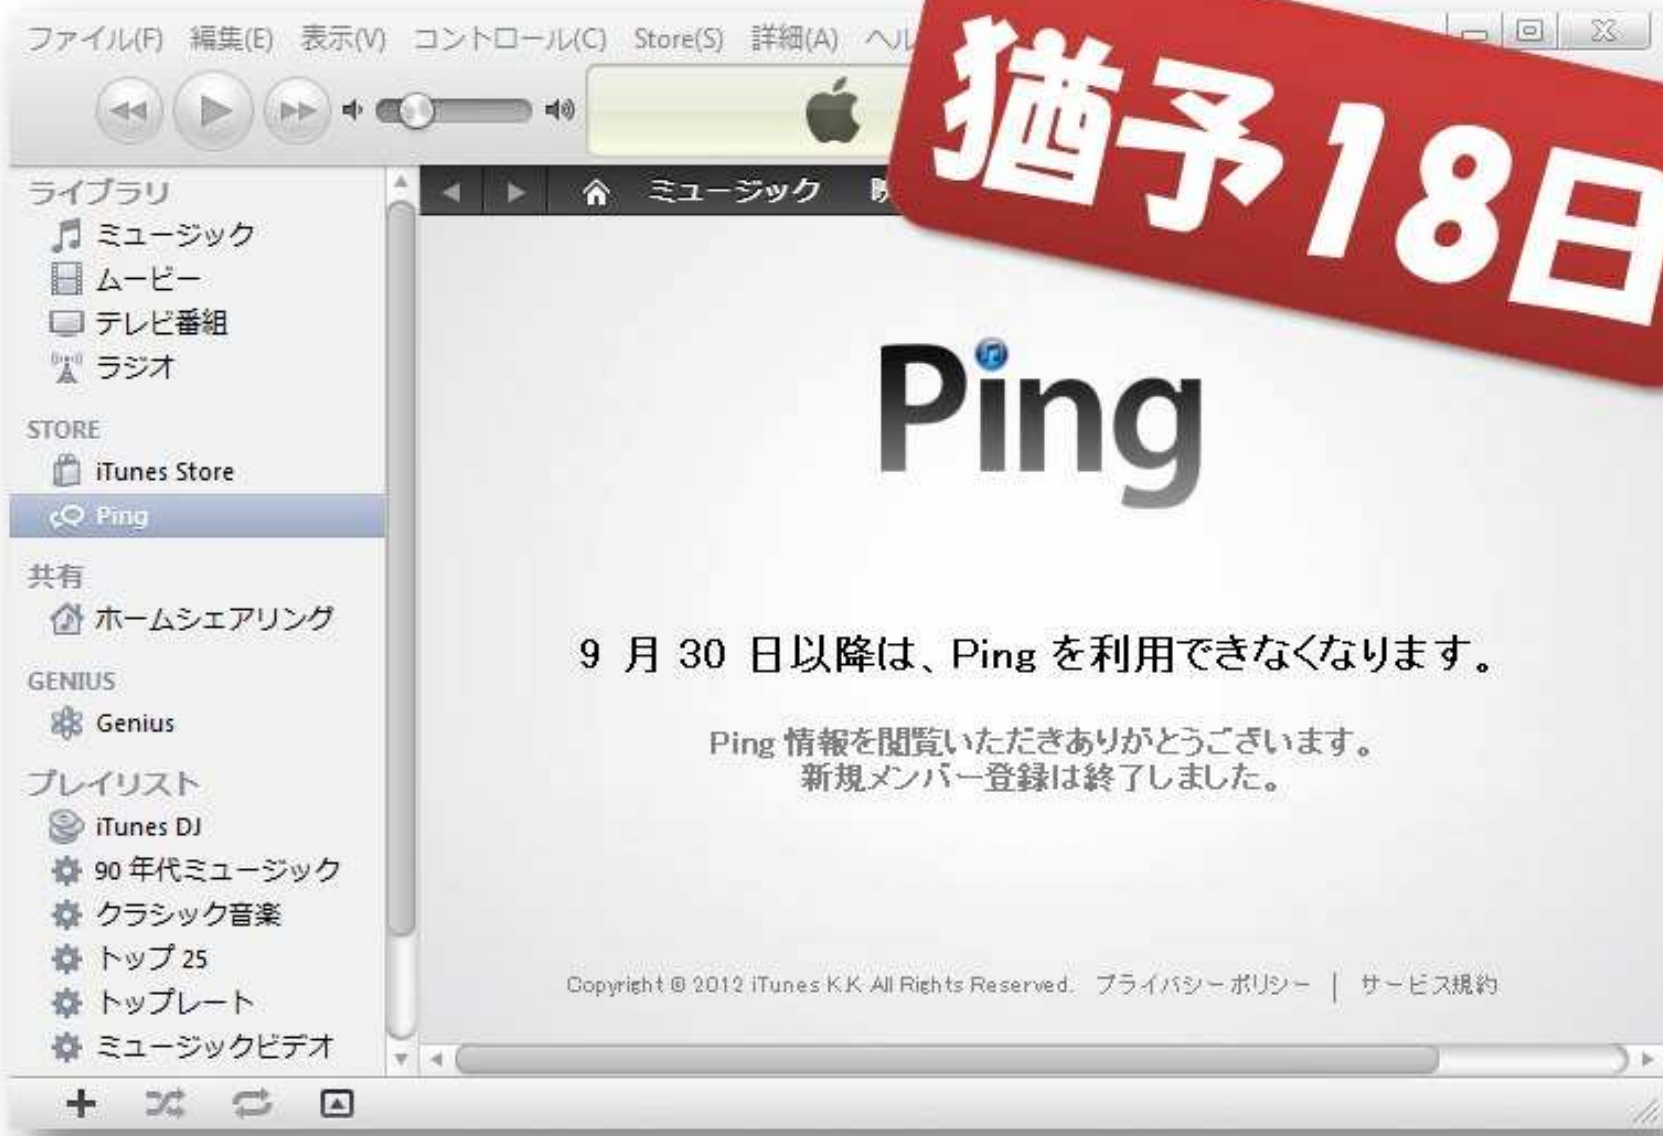 ファイル(F) 編集(E) 表示(V) コントロール(C) Store(S) 詳細(A)
猶予18日
ミュージック
ライブラリ
ミュージック
ムービー
テレビ番組
ラジオ
STORE
iTunes Store
Ping
共有
ホームシェアリング
GENIUS
Genius
プレイリスト
iTunes DJ
90 年代ミュージック
クラシック音楽
トップ 25
トップレート
ミュージックビデオ
Ping
9 月 30 日以降は、Ping を利用できなくなります。
Ping 情報を閲覧いただきありがとうございます。
新規メンバー登録は終了しました。
Copyright © 2012 iTunes K.K All Rights Reserved. プライバシーポリシー | サービス規約